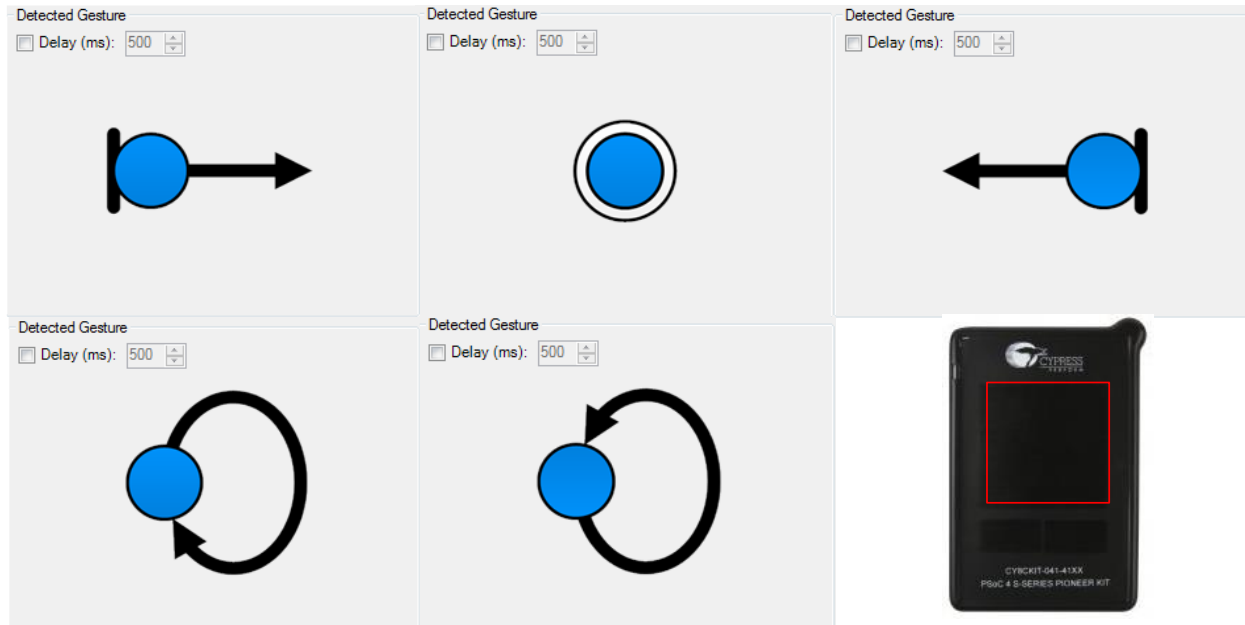 Detected Gesture
Delay (ms): 500
Detected Gesture
Delay (ms): 500
Detected Gesture
Delay (ms): 500
Detected Gesture
Delay (ms): 500
Detected Gesture
Delay (ms): 500
CYPRESS
PERFORM
CY8CKIT-041-41XX
PSoC 4 S-SERIES PIONEER KIT